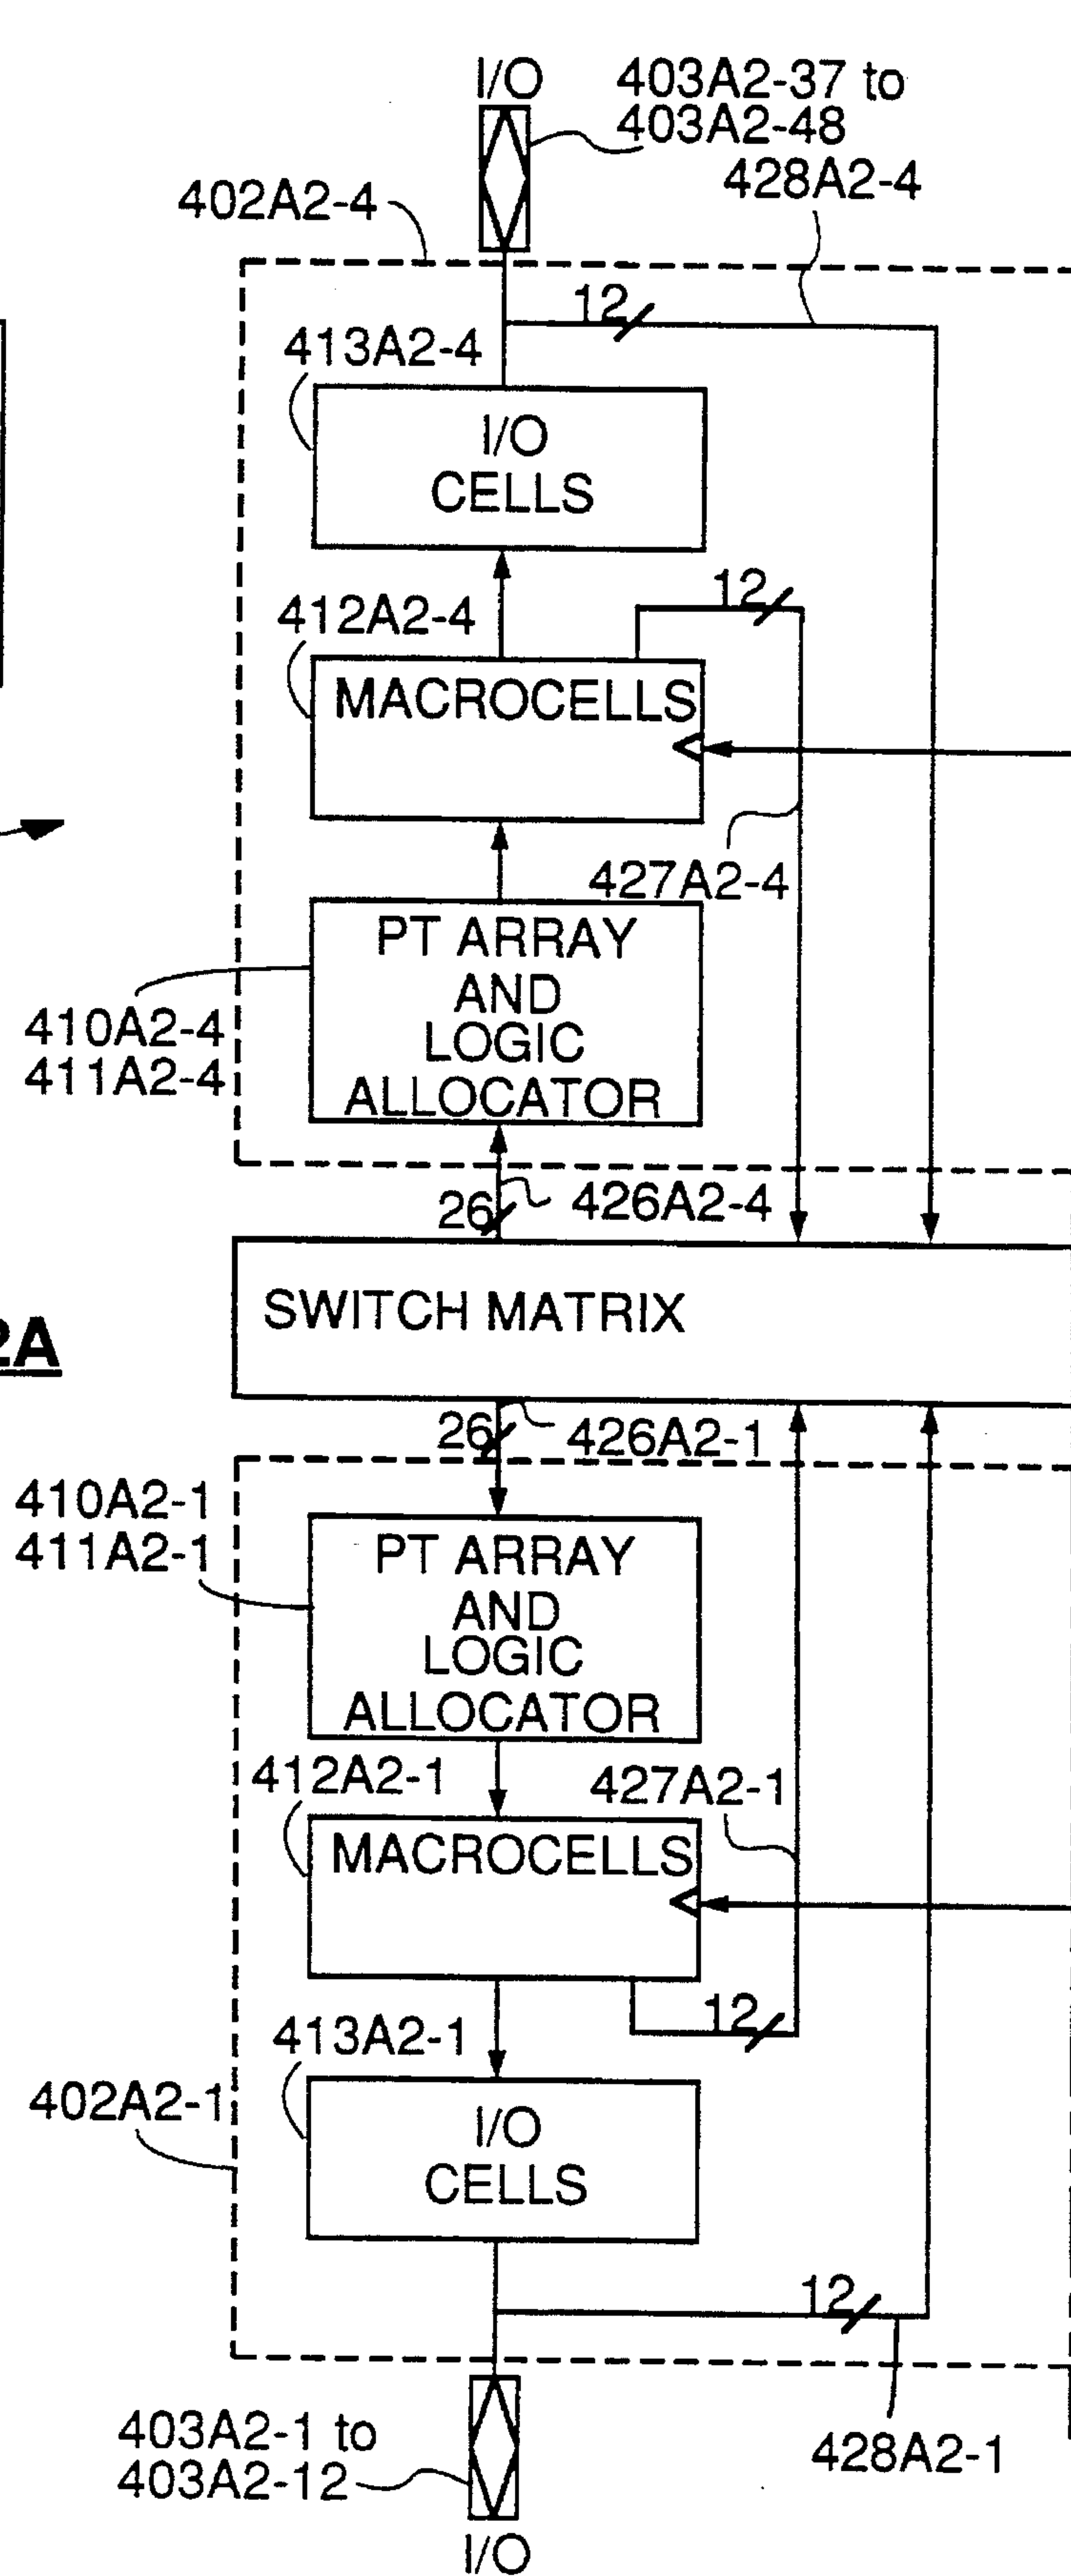 I/O
403A2-37 to
403A2-48
428A2-4
402A2-4
12
413A2-4
I/O
CELLS
12
412A2-4
MACROCELLS
427A2-4
PT ARRAY
AND
LOGIC
ALLOCATOR
410A2-4
411A2-4
26
426A2-4
SWITCH MATRIX
2A
26
426A2-1
410A2-1
411A2-1
PT ARRAY
AND
LOGIC
ALLOCATOR
412A2-1
427A2-1
MACROCELLS
12
413A2-1
402A2-1
I/O
CELLS
12
403A2-1 to
403A2-12
428A2-1
I/O